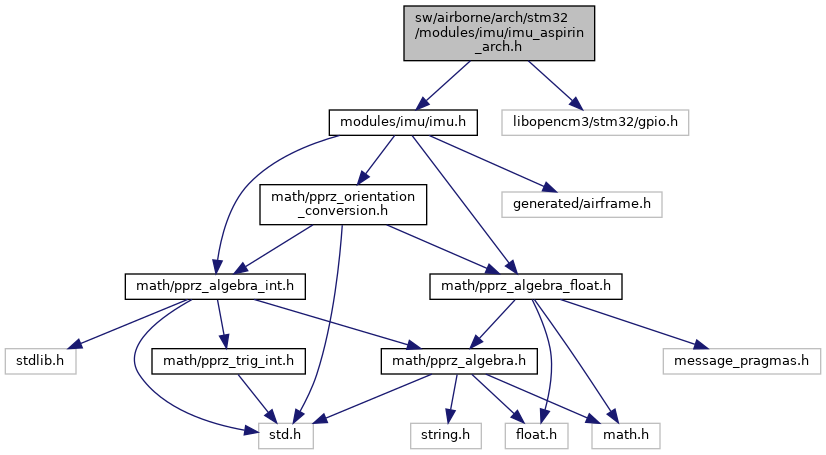 sw/airborne/arch/stm32
/modules/imu/imu_aspirin
_arch.h
modules/imu/imu.h
libopencm3/stm32/gpio.h
math/pprz_orientation
_conversion.h
generated/airframe.h
math/pprz_algebra_int.h
math/pprz_algebra_float.h
stdlib.h
math/pprz_trig_int.h
math/pprz_algebra.h
message_pragmas.h
std.h
string.h
float.h
math.h